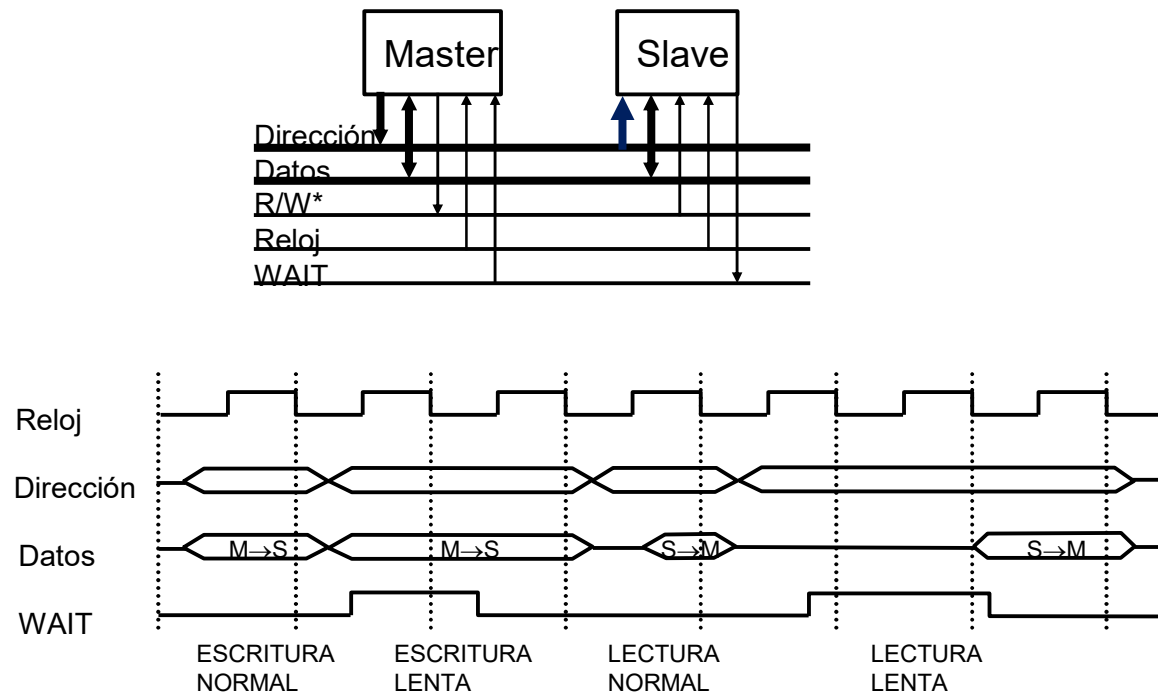 Master Slave
Dirección
Datos
R/W*
Reloj
WAIT
Reloj
Dirección
Datos M→S M→S S→M S→M
WAIT
ESCRITURA ESCRITURA LECTURA LECTURA
NORMAL LENTA NORMAL LENTA